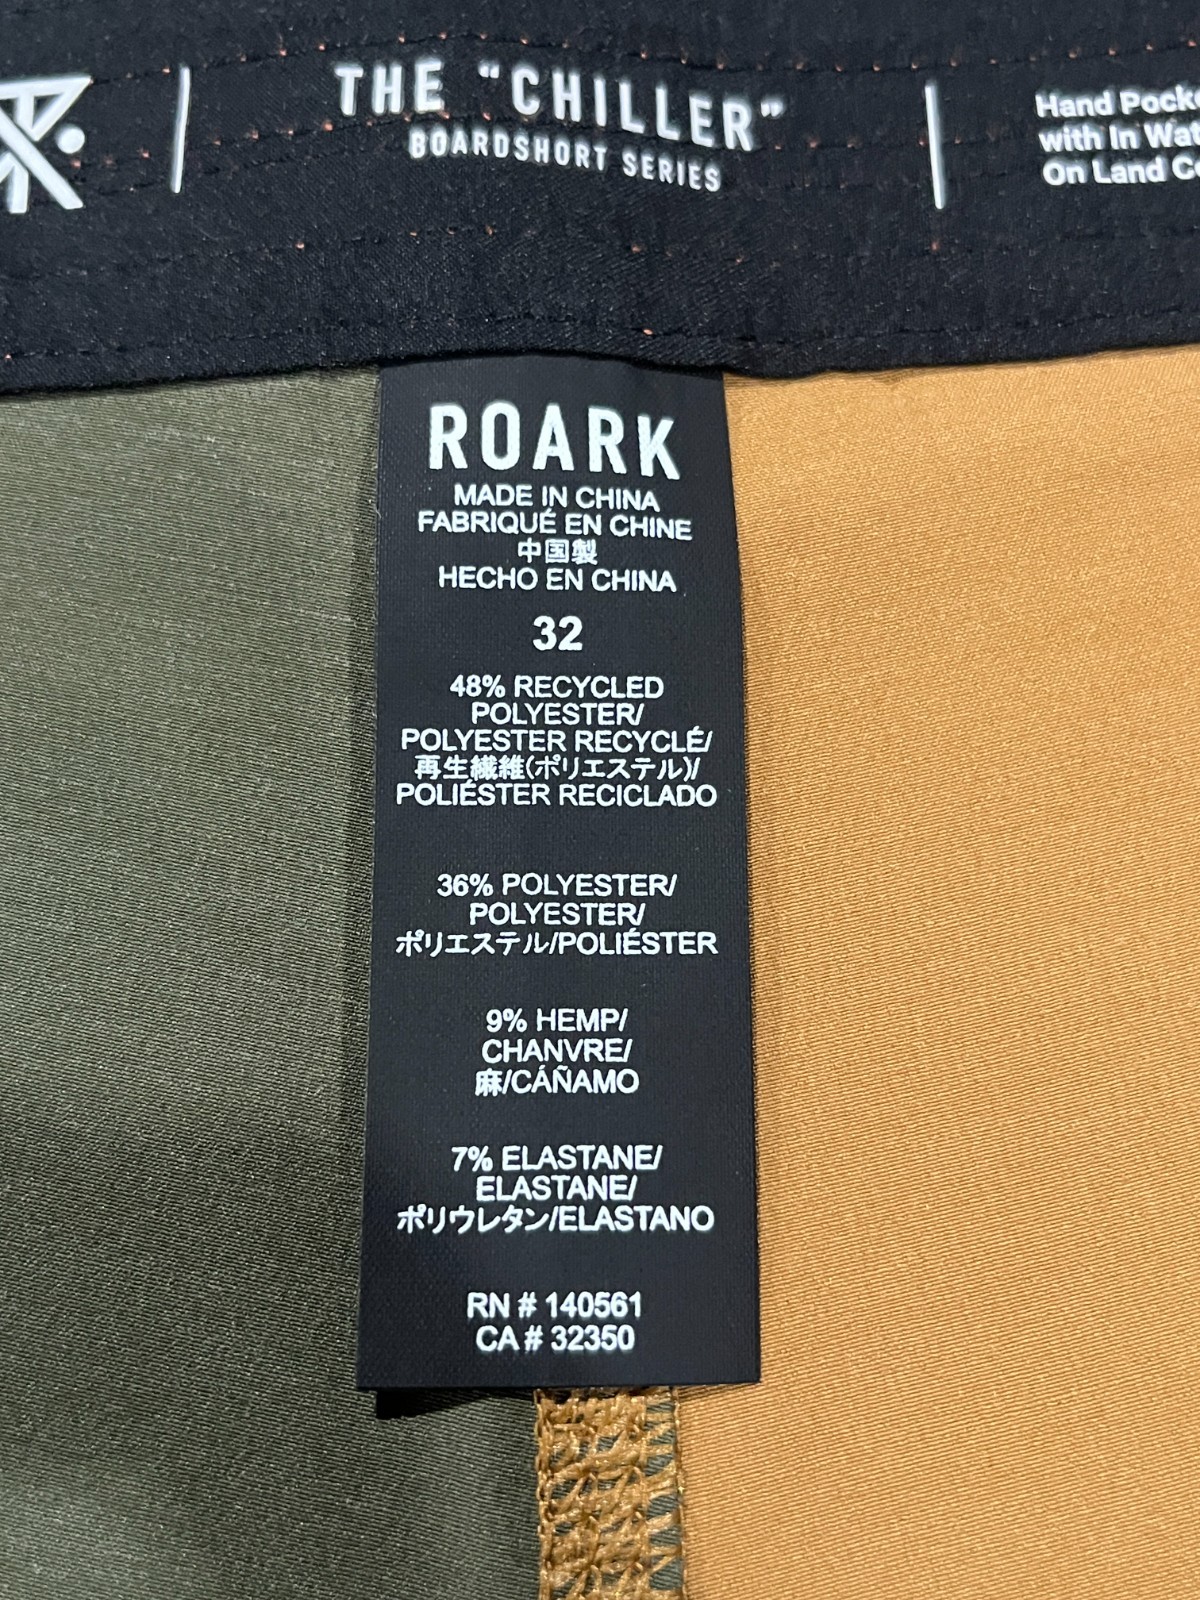 THE "CHILLER"
BOARDSHORT SERIES
Hand
with In
On Land
ROARK
MADE IN CHINA
FABRIQUÉ EN CHINE
中国製
HECHO EN CHINA
32
48% RECYCLED
POLYESTER/
POLYESTER RECYCLÉ/
再生繊維(ポリエステル)/
POLIÉSTER RECICLADO
36% POLYESTER/
POLYESTER/
ポリエステル/POLIÉSTER
9% HEMP/
CHANVRE/
麻/CÁÑAMO
7% ELASTANE/
ELASTANE/
ポリウレタン/ELASTANO
RN # 140561
CA # 32350